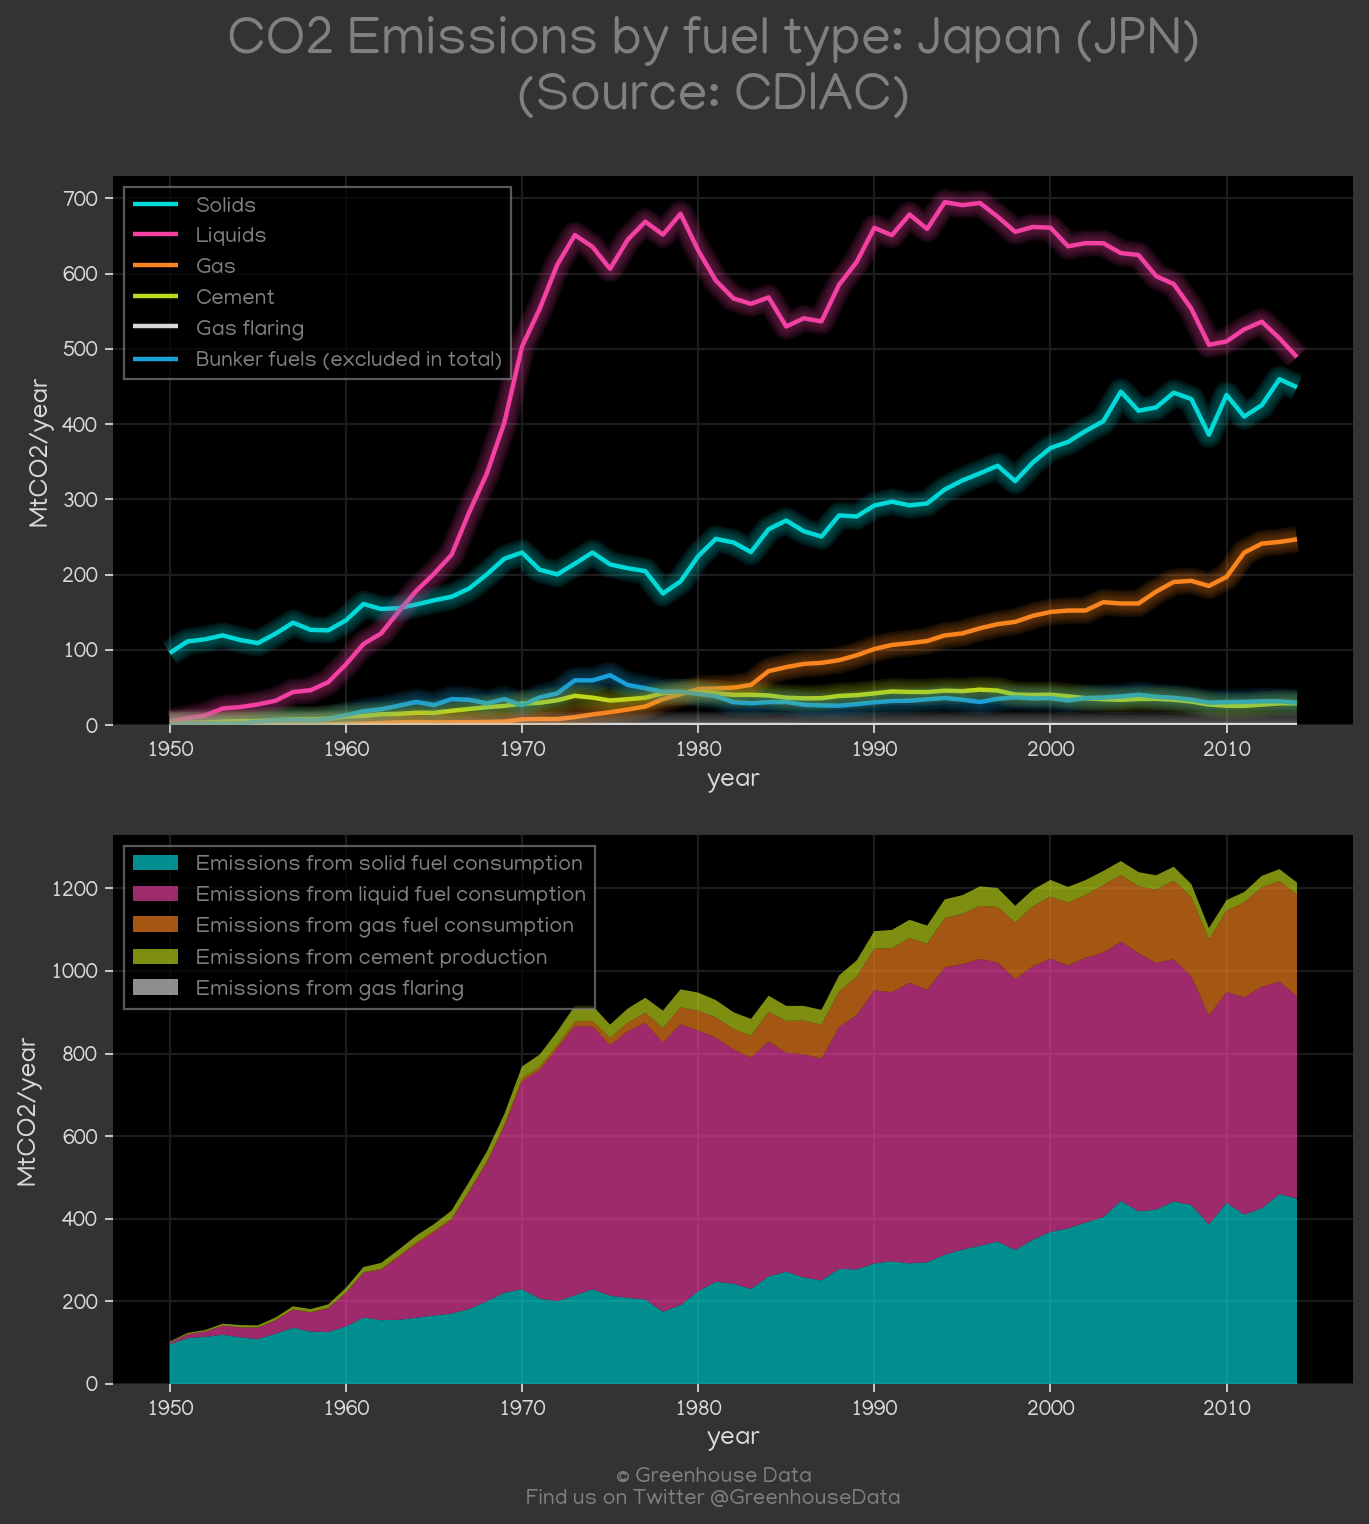 CO2 Emissions by fuel type: Japan (JPN)
(Source: CDIAC)
700
600
500
400
300
200
100
0
MtCO2/year
Solids
Liquids
Gas
Cement
Gas flaring
Bunker fuels (excluded in total)
1950 1960 1970 1980 1990 2000 2010
year
1200
1000
800
600
400
200
0
MtCO2/year
Emissions from solid fuel consumption
Emissions from liquid fuel consumption
Emissions from gas fuel consumption
Emissions from cement production
Emissions from gas flaring
1950 1960 1970 1980 1990 2000 2010
year
© Greenhouse Data
Find us on Twitter @GreenhouseData